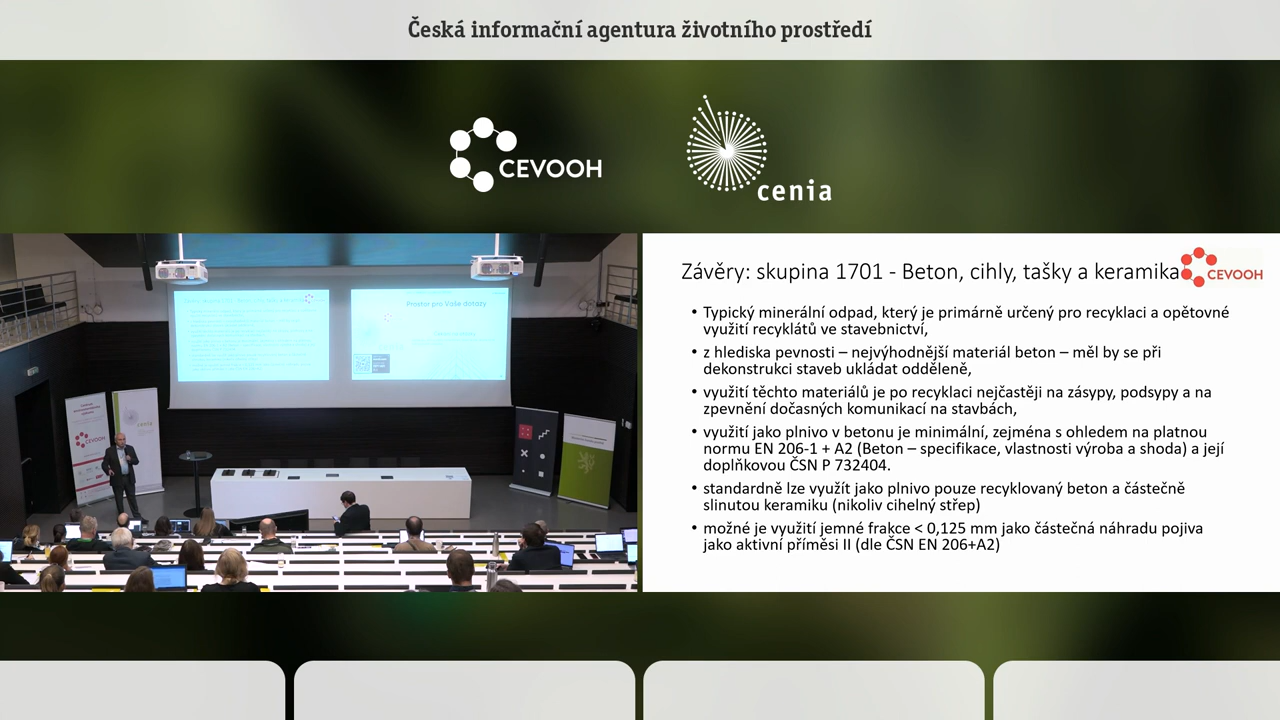 Česká informační agentura životního prostředí
CEVOOH
cenia
Prostor pro Vaše dotazy
CEVOOH
cenia
Závěry: skupina 1701 - Beton, cihly, tašky a keramika
CEVOOH
• Typický minerální odpad, který je primárně určený pro recyklaci a opětovné
využití recyklátů ve stavebnictví,
• z hlediska pevnosti – nejvýhodnější materiál beton – měl by se při
dekonstrukci staveb ukládat odděleně,
• využití těchto materiálů je po recyklaci nejčastěji na zásypy, podsypy a na
zpevnění dočasných komunikací na stavbách,
• využití jako plnivo v betonu je minimální, zejména s ohledem na platnou
normu EN 206-1 + A2 (Beton – specifikace, vlastnosti výroba a shoda) a její
doplňkovou ČSN P 732404.
• standardně lze využít jako plnivo pouze recyklovaný beton a částečně
slinutou keramiku (nikoliv cihelný střep)
• možné je využití jemné frakce < 0,125 mm jako částečná náhradu pojiva
jako aktivní příměsi II (dle ČSN EN 206+A2)